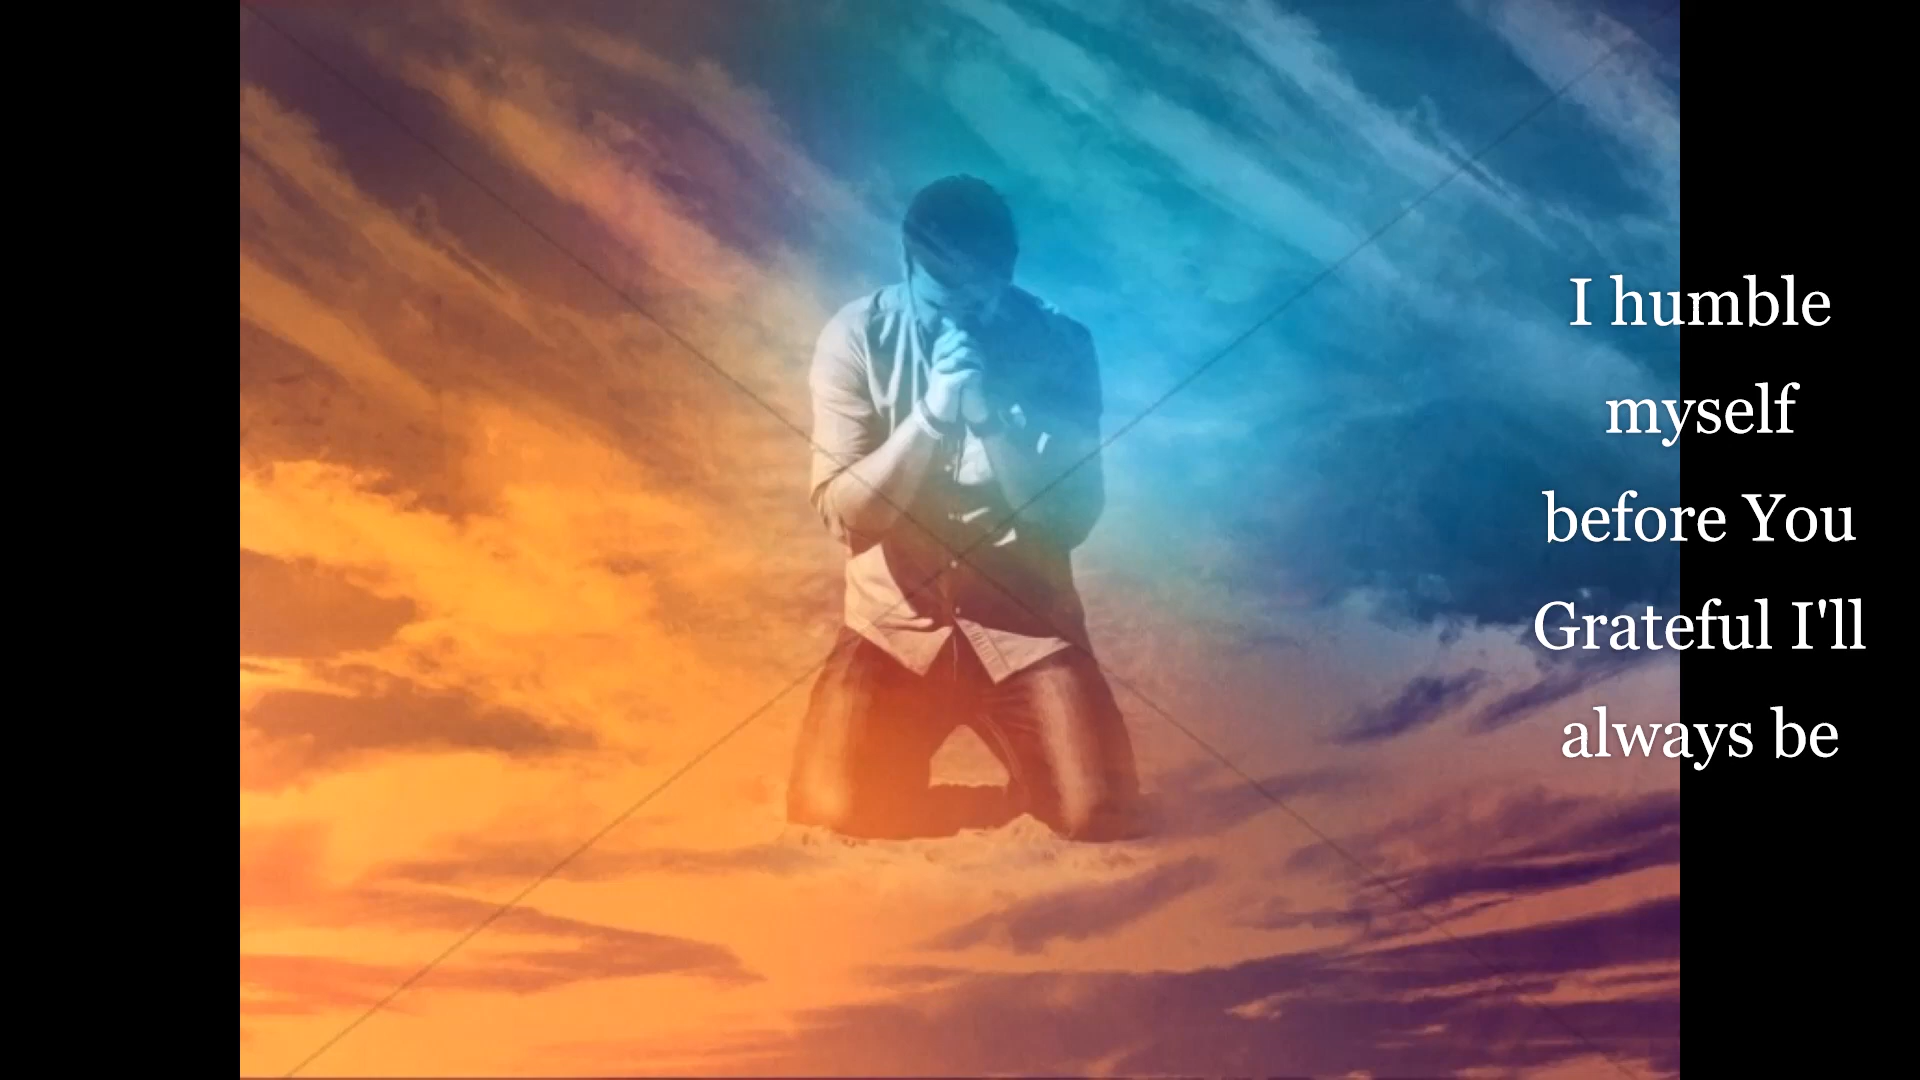 I humble
myself
before You
Grateful I'll
always be